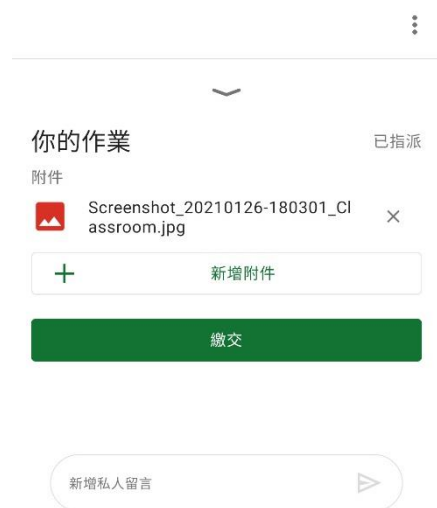 你的作業
已指派
附件
Screenshot_20210126-180301_Cl
assroom.jpg
新增附件
繳交
新增私人留言